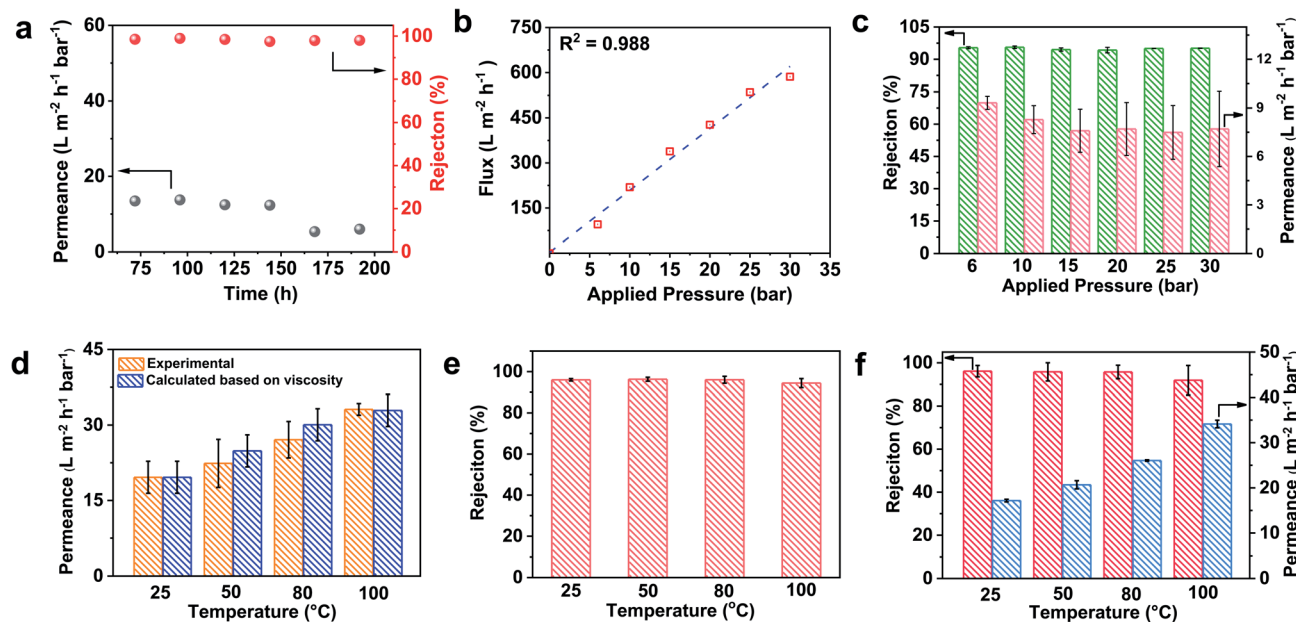 a
60
40
20
0
Permeance (L m⁻² h⁻¹ bar⁻¹)
75 100 125 150 175 200
Time (h)
100
80
60
40
20
0
Rejecton (%)
b
R² = 0.988
750
600
450
300
150
Flux (L m⁻² h⁻¹ )
0 5 10 15 20 25 30 35
Applied Pressure (bar)
c
105
90
75
60
45
30
15
0
Rejeciton (%)
6 10 15 20 25 30
Applied Pressure (bar)
12
9
6
3
0
Permeance (L m⁻² h⁻¹ bar⁻¹)
d
Experimental
Calculated based on viscosity
45
30
15
0
Permeance (L m⁻² h⁻¹ bar⁻¹)
25 50 80 100
Temperature (°C)
e
100
80
60
40
20
0
Rejeciton (%)
25 50 80 100
Temperature (°C)
f
100
80
60
40
20
0
Rejeciton (%)
25 50 80 100
Temperature (°C)
50
40
30
20
10
0
Permeance (L m⁻² h⁻¹ bar⁻¹)